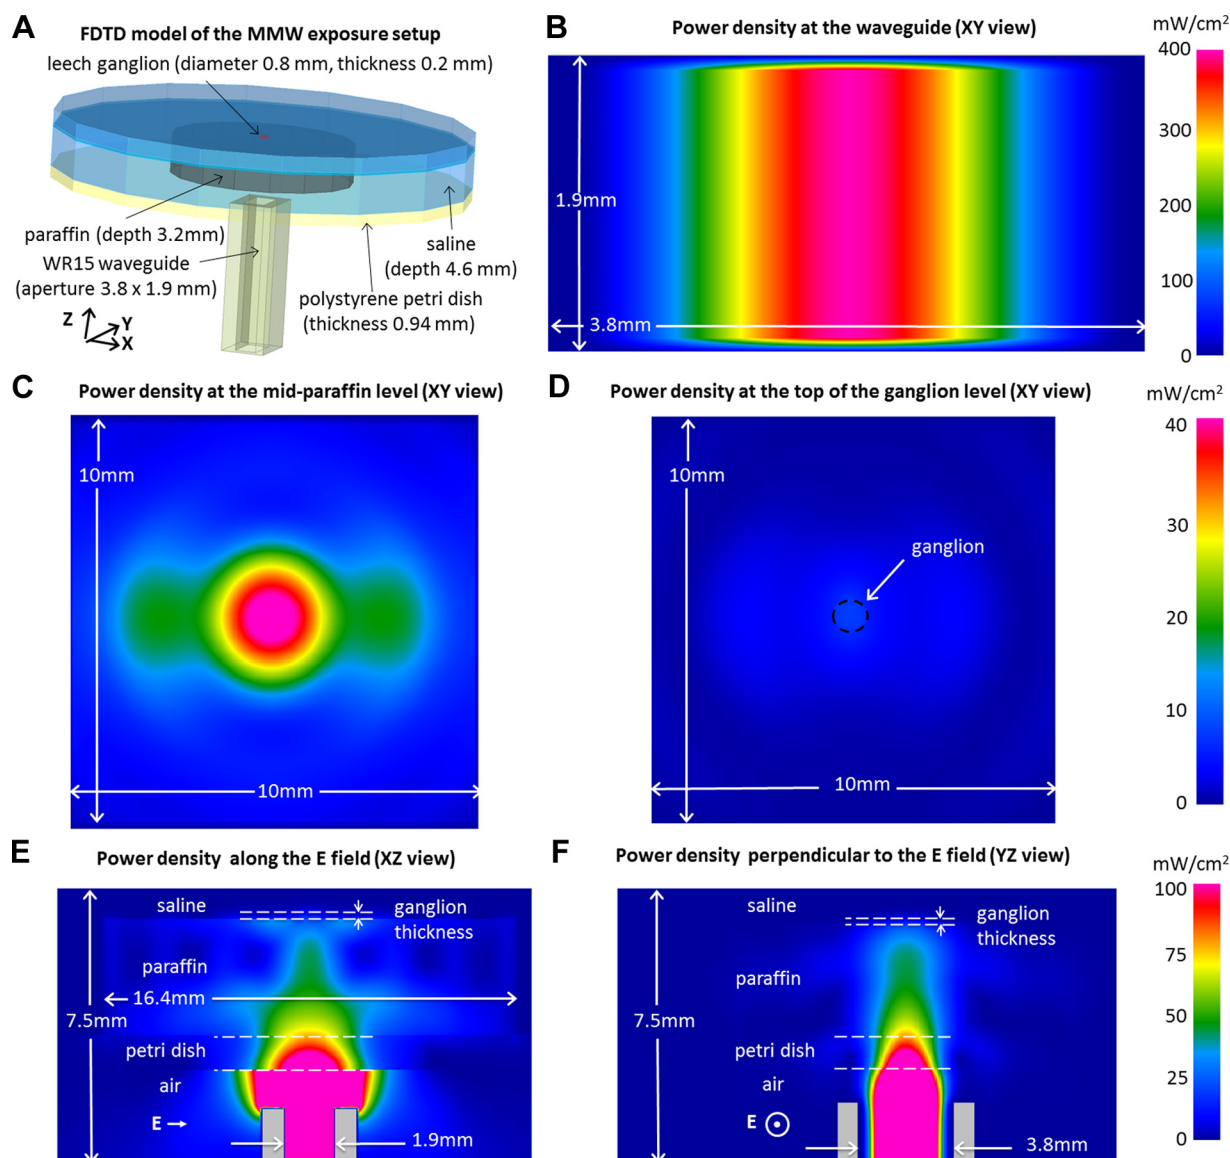 A
FDTD model of the MMW exposure setup
leech ganglion (diameter 0.8 mm, thickness 0.2 mm)
paraffin (depth 3.2mm)
WR15 waveguide
(aperture 3.8 x 1.9 mm)
saline
(depth 4.6 mm)
polystyrene petri dish
(thickness 0.94 mm)
Z
Y
X
B
Power density at the waveguide (XY view)
1.9mm
3.8mm
mW/cm²
400
300
200
100
0
C
Power density at the mid-paraffin level (XY view)
10mm
10mm
D
Power density at the top of the ganglion level (XY view)
10mm
ganglion
10mm
mW/cm²
40
30
20
10
0
E
Power density along the E field (XZ view)
saline
ganglion
thickness
paraffin
16.4mm
7.5mm
petri dish
air
E
1.9mm
F
Power density perpendicular to the E field (YZ view)
saline
ganglion
thickness
paraffin
7.5mm
petri dish
air
E
3.8mm
mW/cm²
100
75
50
25
0